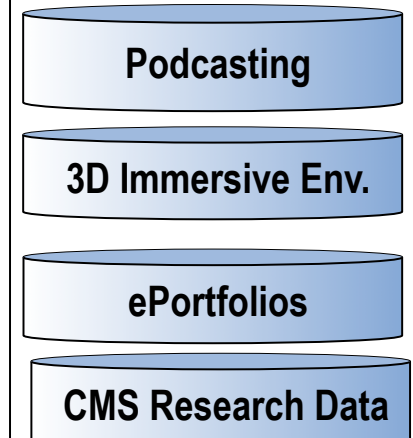 Podcasting
3D Immersive Env.
ePortfolios
CMS Research Data